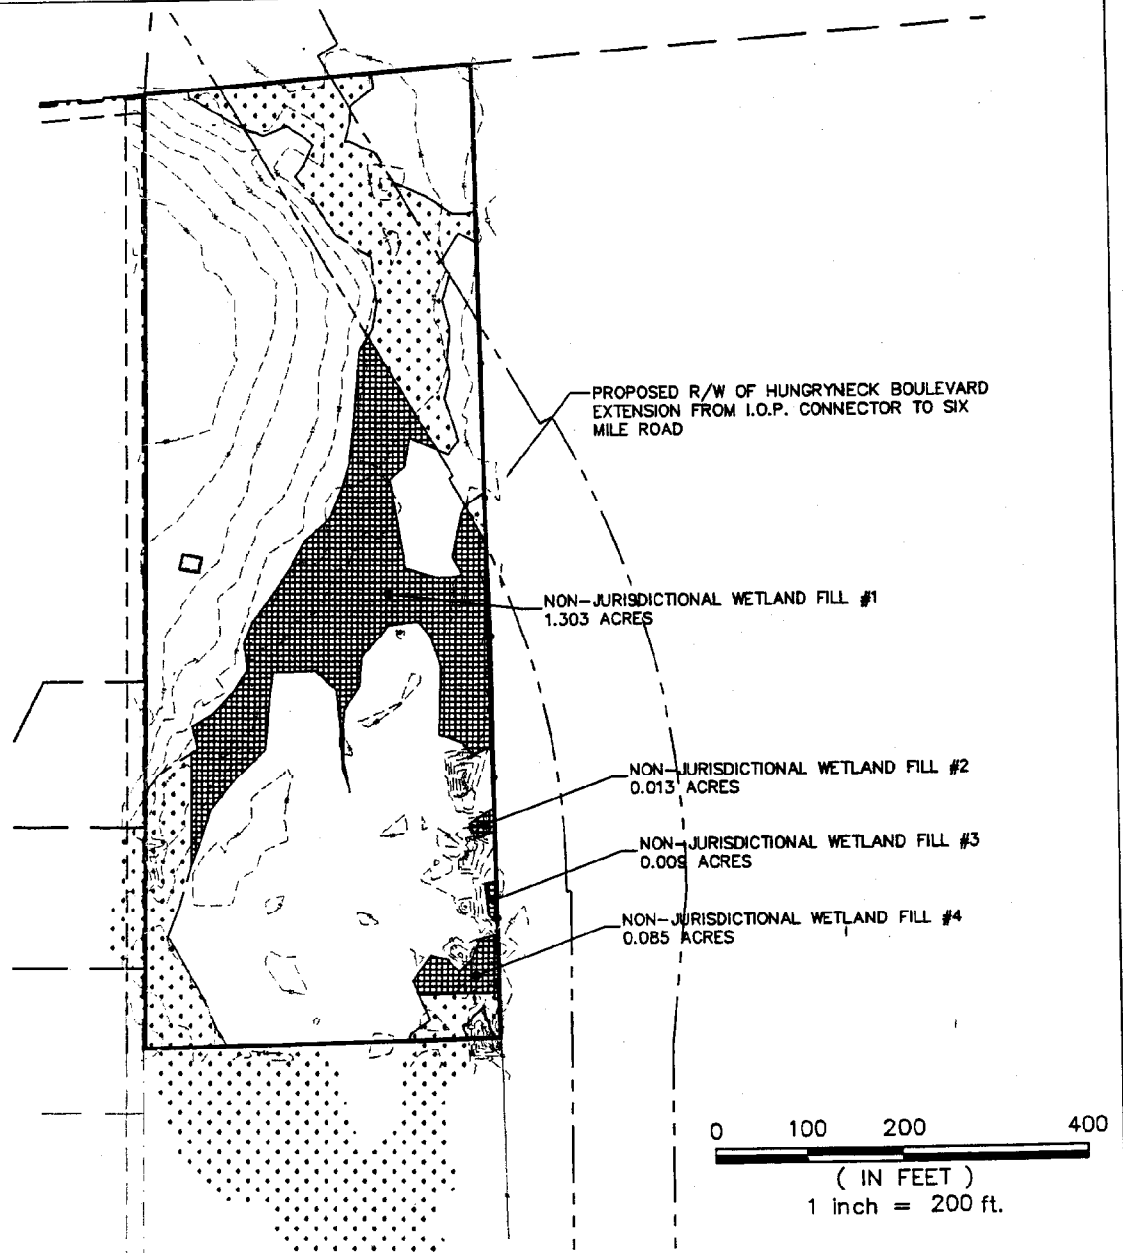 PROPOSED R/W OF HUNGRYNECK BOULEVARD
EXTENSION FROM I.O.P. CONNECTOR TO SIX
MILE ROAD
NON-JURISDICTIONAL WETLAND FILL #1
1.303 ACRES
NON-JURISDICTIONAL WETLAND FILL #2
0.013 ACRES
NON-JURISDICTIONAL WETLAND FILL #3
0.009 ACRES
NON-JURISDICTIONAL WETLAND FILL #4
0.085 ACRES
0 100 200 400
( IN FEET )
1 inch = 200 ft.